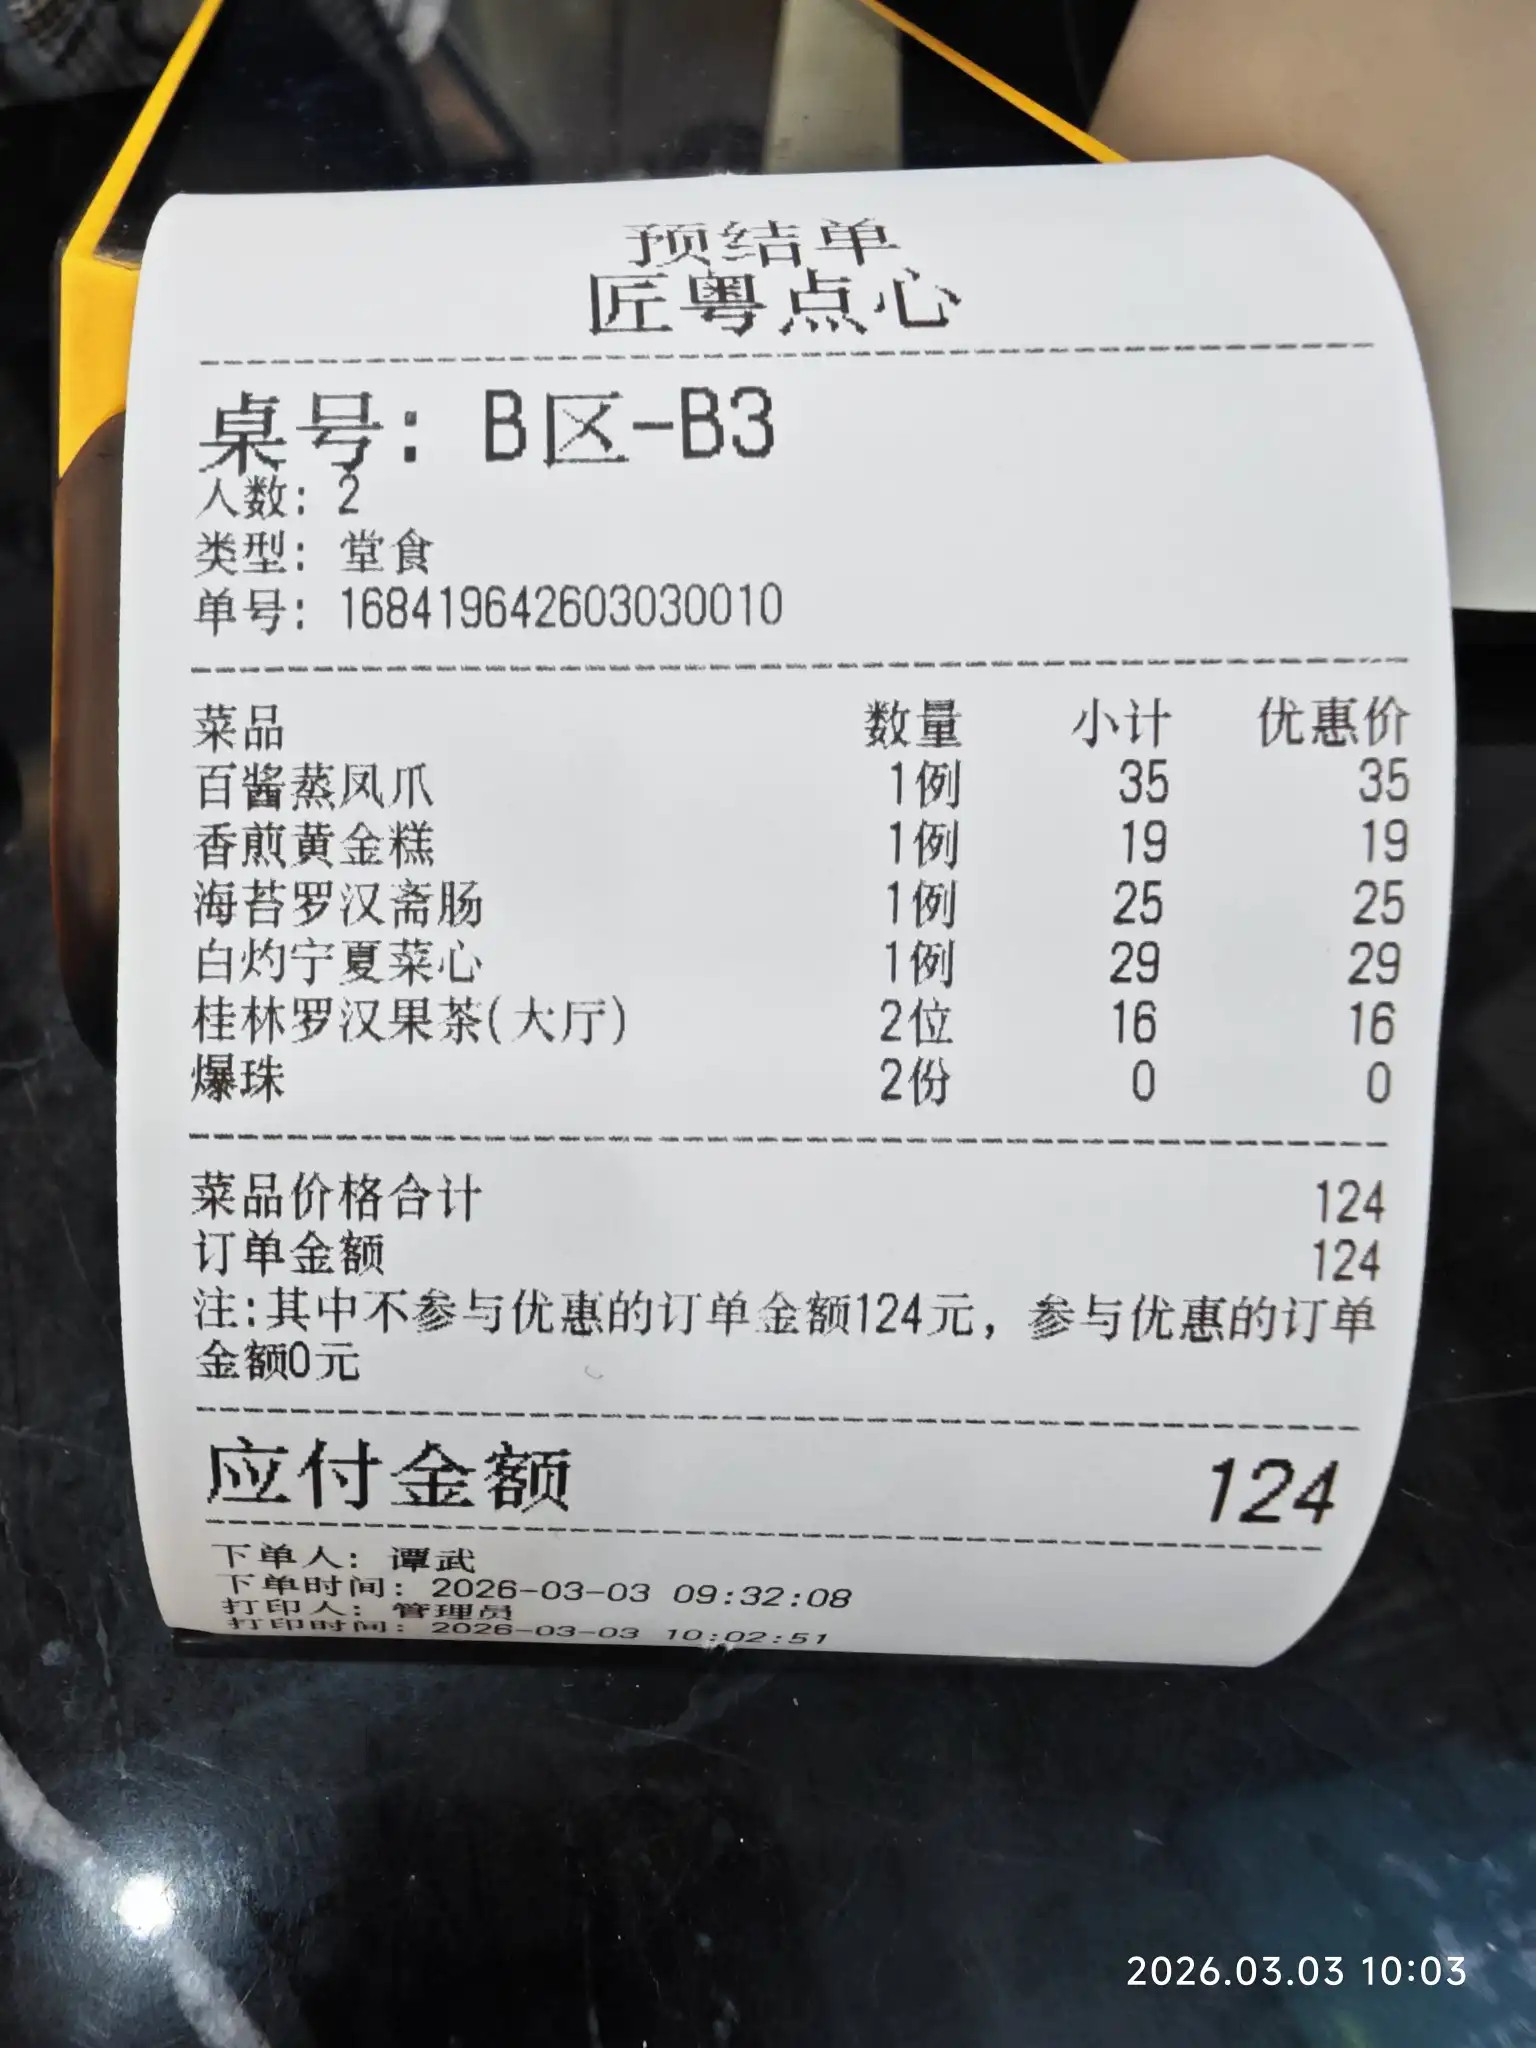 预结单
匠粤点心
桌号: B区-B3
人数: 2
类型: 堂食
单号: 168419642603030010
菜品 数量 小计 优惠价
百酱蒸凤爪 1例 35 35
香煎黄金糕 1例 19 19
海苔罗汉斋肠 1例 25 25
白灼宁夏菜心 1例 29 29
桂林罗汉果茶(大厅) 2位 16 16
爆珠 2份 0 0
菜品价格合计 124
订单金额 124
注:其中不参与优惠的订单金额124元, 参与优惠的订单
金额0元
应付金额 124
下单人: 谭武
下单时间: 2026-03-03 09:32:08
打印人: 管理员
打印时间: 2026-03-03 10:02:51
2026.03.03 10:03